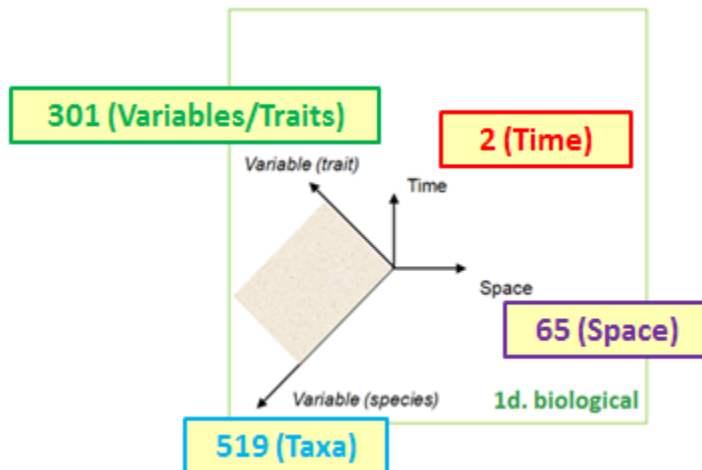 301 (Variables/Traits)
2 (Time)
Variable (trait)
Time
Space
65 (Space)
Variable (species)
1d. biological
519 (Taxa)